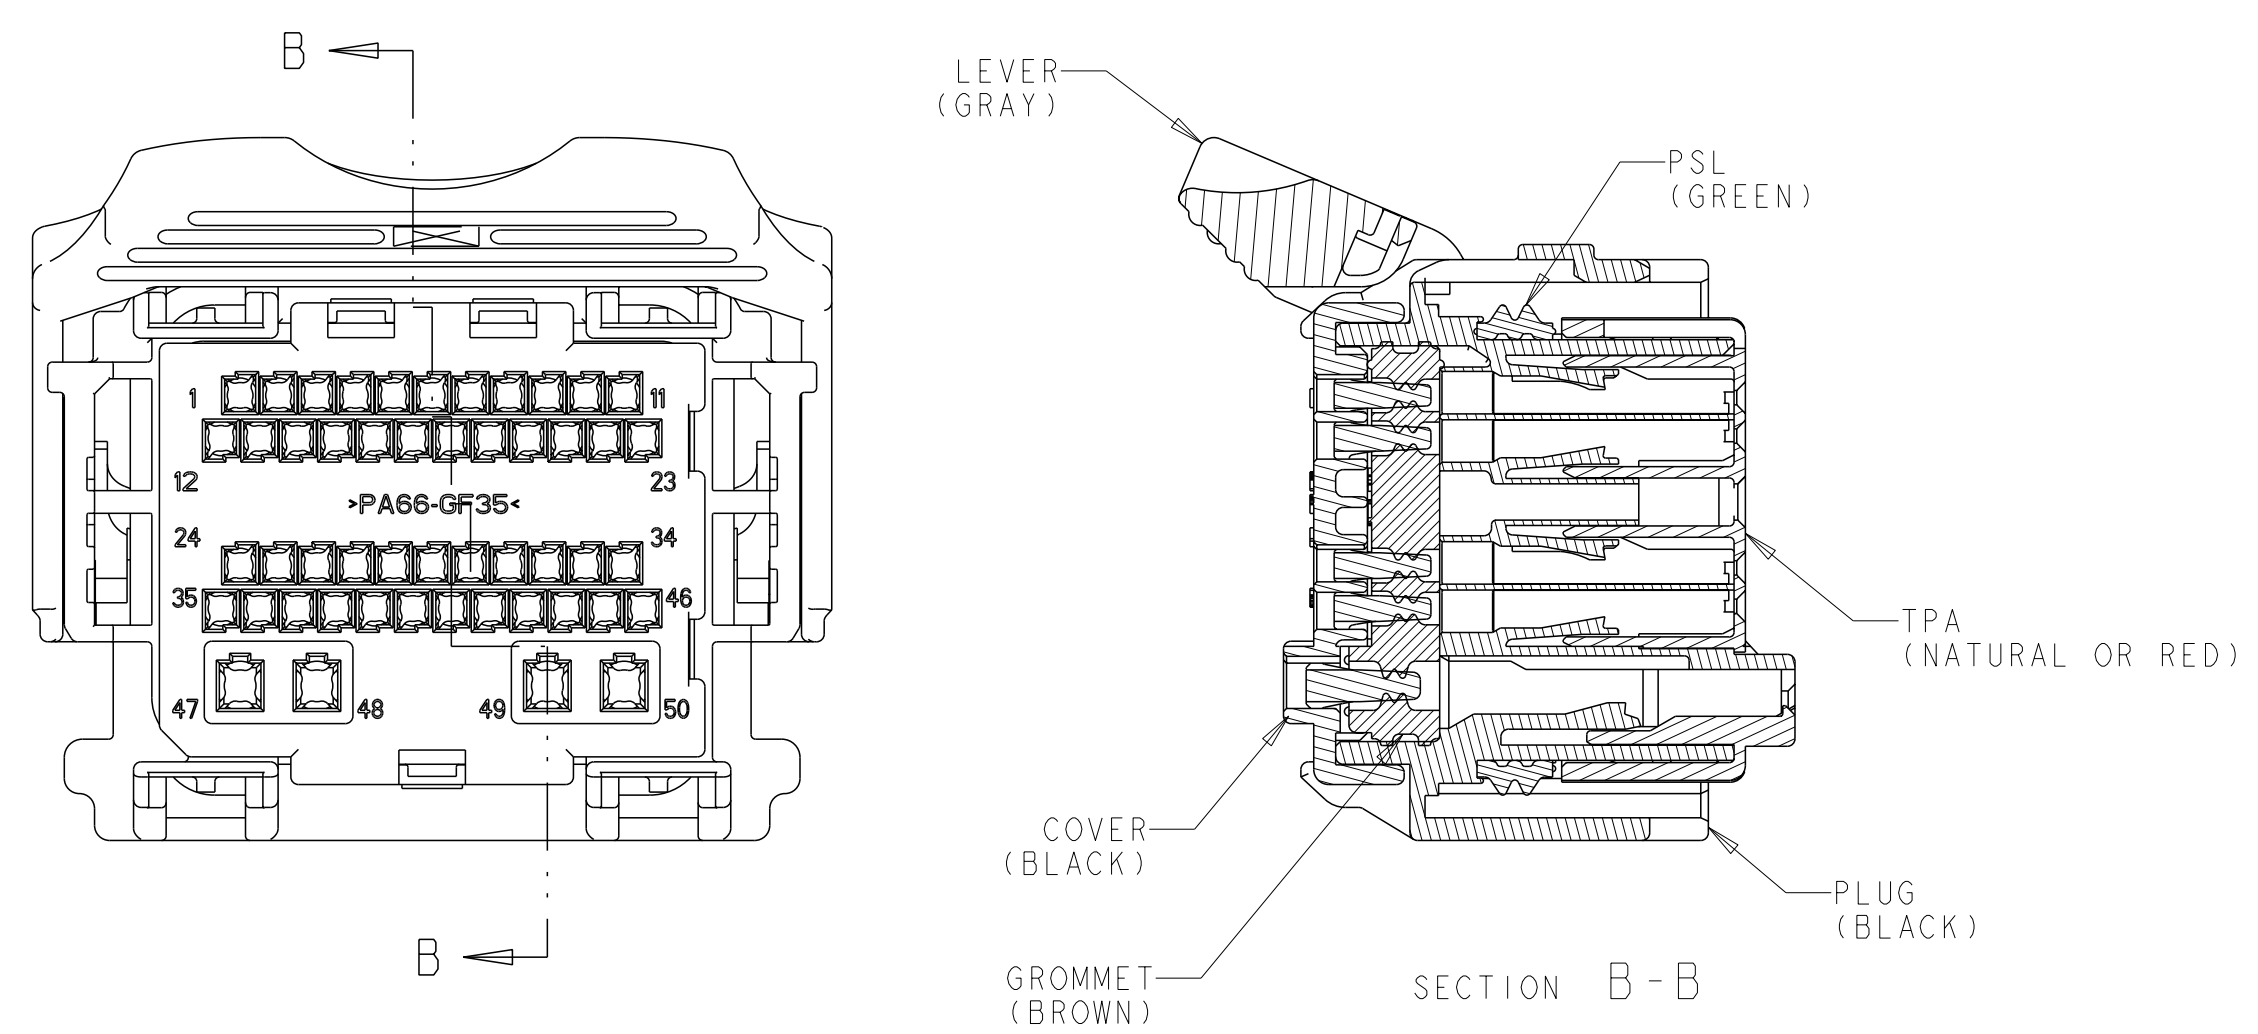 B
1
11
12
23
>PA66-GF35<
24
34
35
46
47
48
49
50
B
LEVER
(GRAY)
PSL
(GREEN)
TPA
(NATURAL OR RED)
COVER
(BLACK)
PLUG
(BLACK)
GROMMET
(BROWN)
SECTION B-B